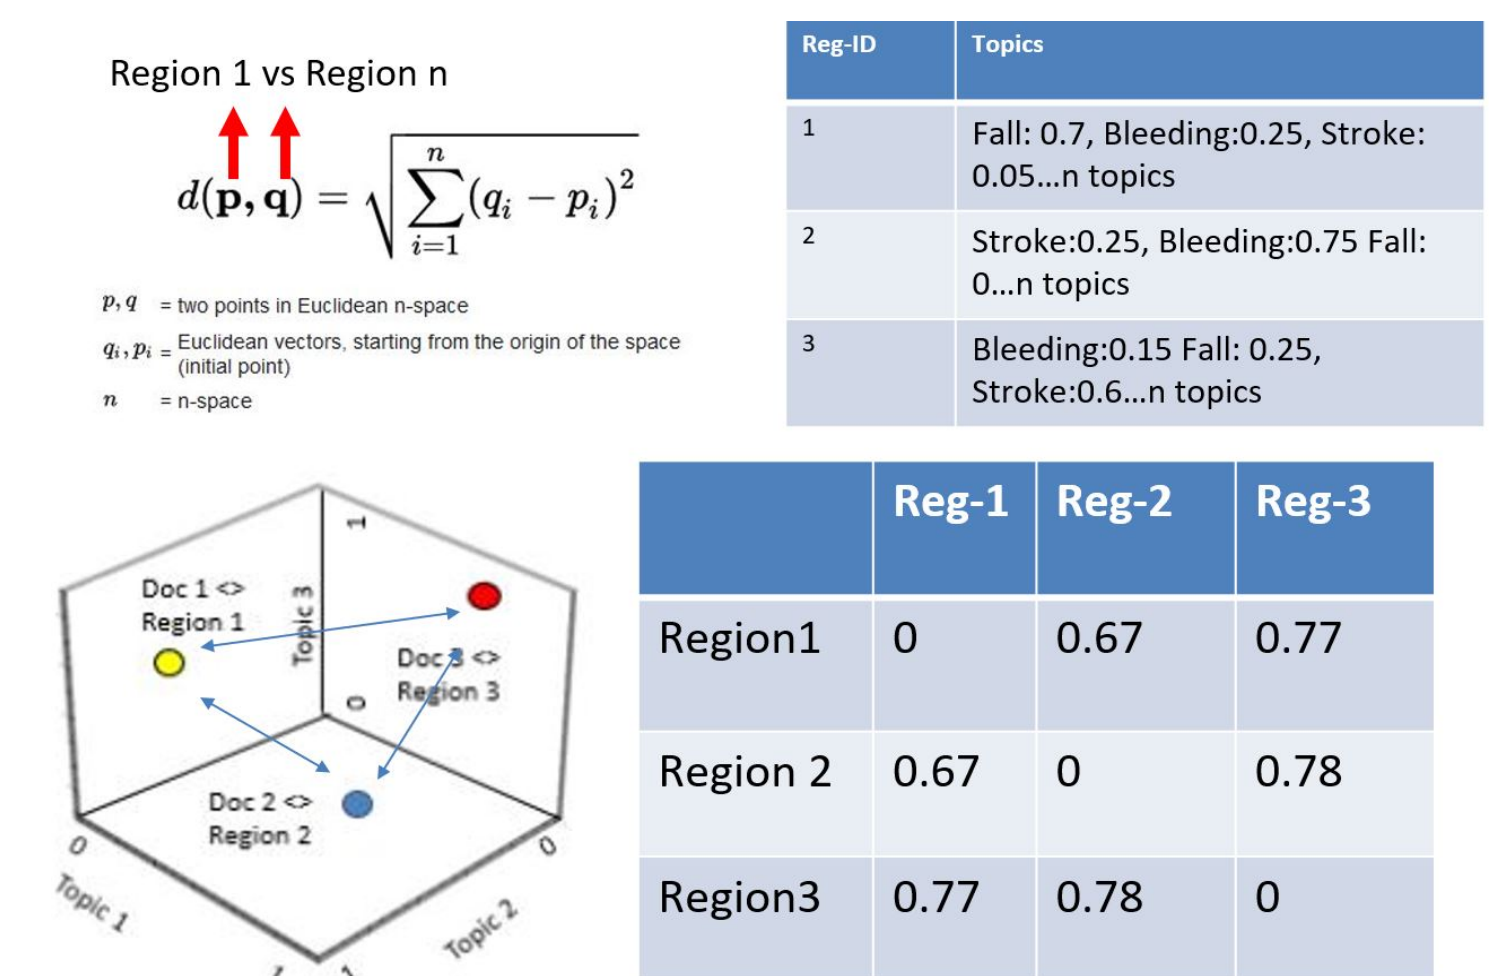 Region 1 vs Region n
d(p, q) = √ n ∑ i=1 (qᵢ − pᵢ)²
p, q = two points in Euclidean n-space
qᵢ, pᵢ = Euclidean vectors, starting from the origin of the space
(initial point)
n = n-space
Reg-ID Topics
1 Fall: 0.7, Bleeding:0.25, Stroke:
0.05...n topics
2 Stroke:0.25, Bleeding:0.75 Fall:
0...n topics
3 Bleeding:0.15 Fall: 0.25,
Stroke:0.6...n topics
1
Topic 3
0
Doc 1 <>
Region 1
Doc 3 <>
Region 3
Doc 2 <>
Region 2
0
Topic 1
0
Topic 2
1
Reg-1 Reg-2 Reg-3
Region1 0 0.67 0.77
Region 2 0.67 0 0.78
Region3 0.77 0.78 0